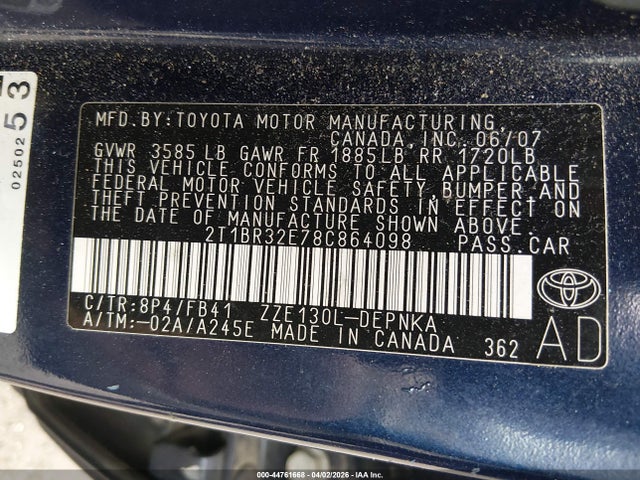 MFD.BY:TOYOTA MOTOR MANUFACTURING,
CANADA,INC. 06/07
GVWR 3585 LB GAWR FR 1885LB RR 1720LB
THIS VEHICLE CONFORMS TO ALL APPLICABLE
FEDERAL MOTOR VEHICLE SAFETY, BUMPER AND
THEFT PREVENTION STANDARDS IN EFFECT ON
THE DATE OF MANUFACTURE SHOWN ABOVE.
2T1BR32E78C864098 PASS.CAR
C/TR:8P4/FB41 ZZE130L-DEPNKA
A/TM:-02A/A245E MADE IN CANADA 362
AD
TOYOTA
0250253
000-44761668 - 04/02/2026 - IAA Inc.